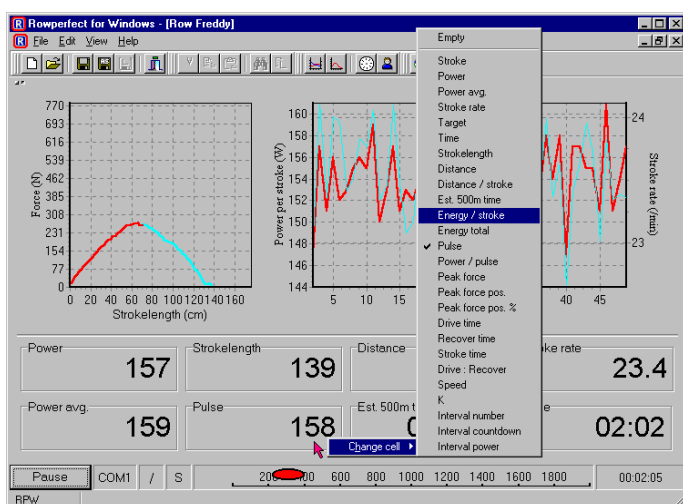 Rowperfect for Windows - [Row Freddy]
File Edit View Help
770
693
616
539
462
385
308
231
154
77
0
Force (N)
0 20 40 60 80 100 120 140 160
Strokelength (cm)
160
158
156
154
152
150
148
146
144
Power per stroke (W)
5 10 15 40 45
24
23
Stroke rate (/min)
Empty
Stroke
Power
Power avg.
Stroke rate
Target
Time
Strokelength
Distance
Distance / stroke
Est. 500m time
Energy / stroke
Energy total
Pulse
Power / pulse
Peak force
Peak force pos.
Peak force pos. %
Drive time
Recover time
Stroke time
Drive : Recover
Speed
K
Interval number
Interval countdown
Interval power
Power
157
Strokelength
139
Distance
ke rate
23.4
Power avg.
159
Pulse
158
Est. 500m t
e
02:02
Change cell
Pause COM1 / S
600 800 1000 1200 1400 1600 1800
00:02:05
RPW